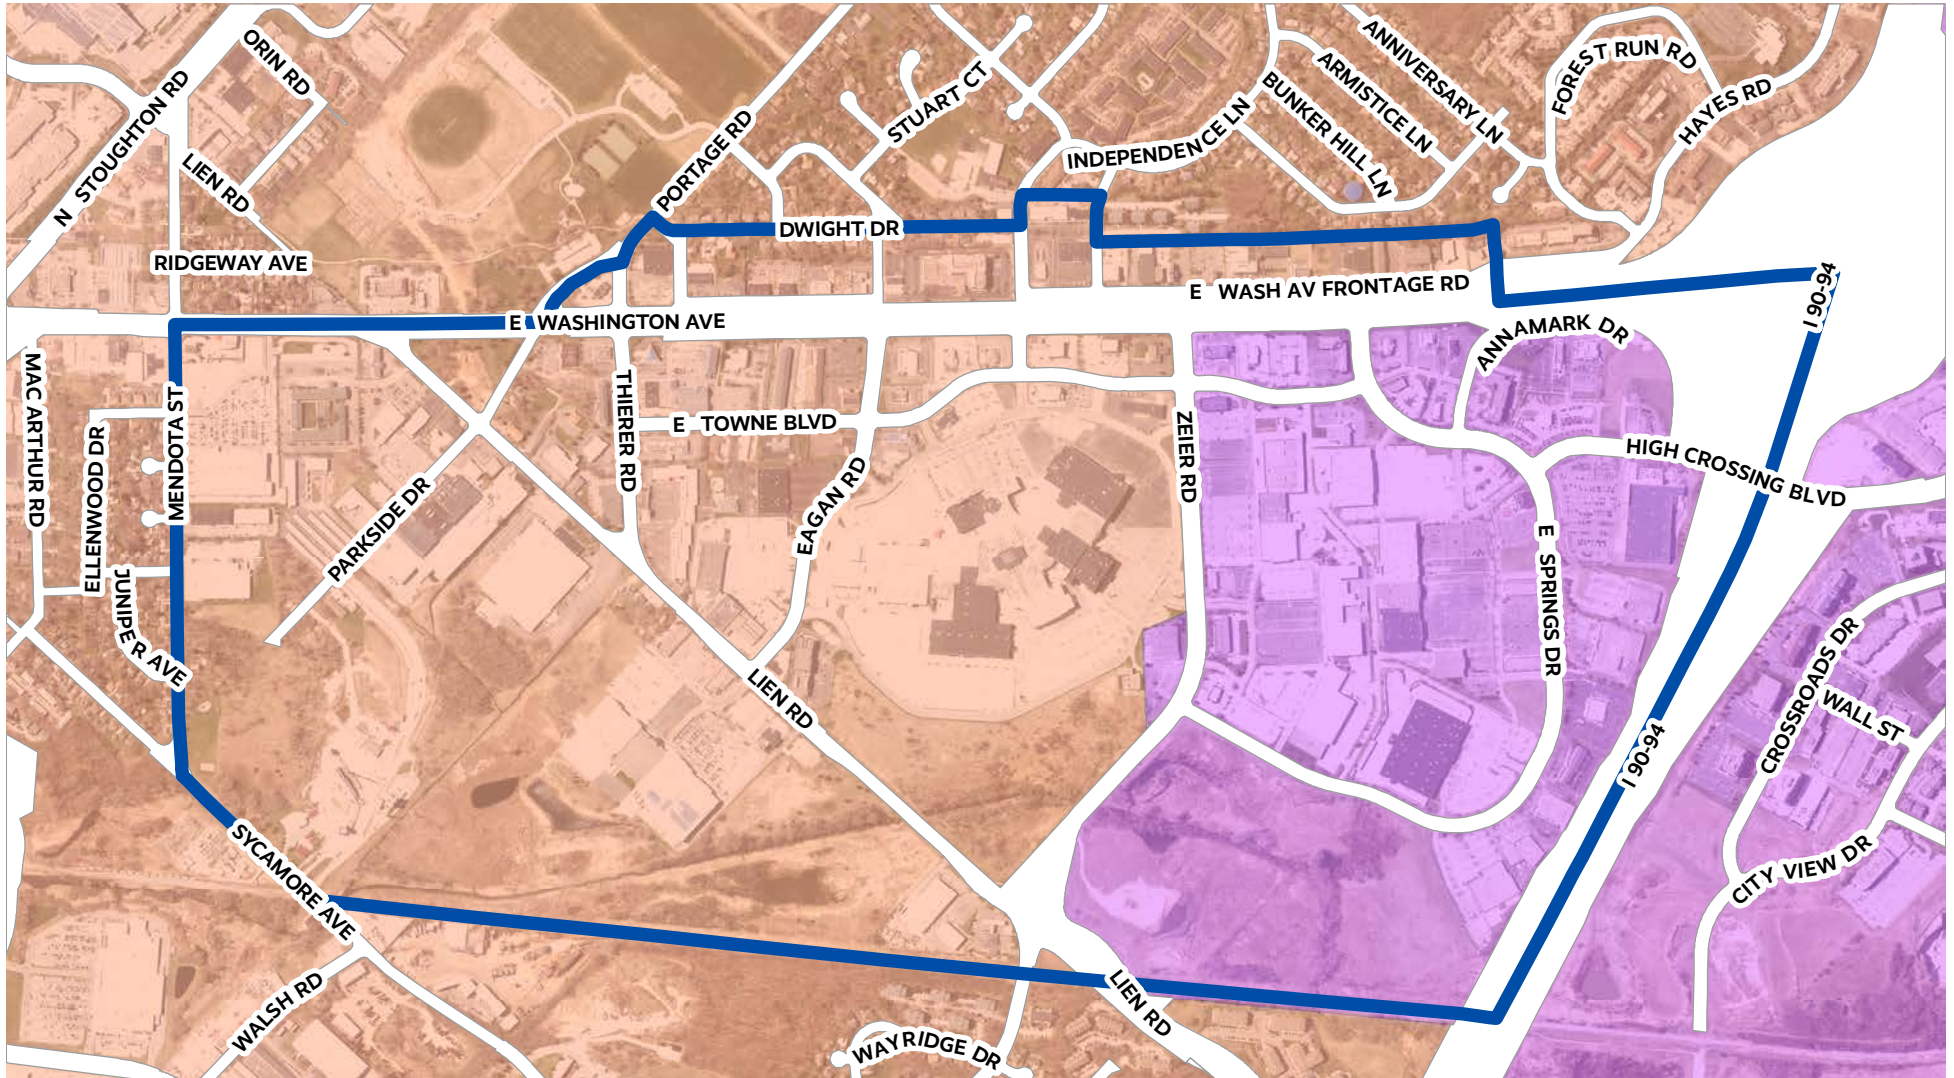 ORIN RD
N STOUGHTON RD
LIEN RD
RIDGEWAY AVE
PORTAGE RD
STUART CT
DWIGHT DR
INDEPENDENCE LN
BUNKER HILL LN
ARMISTICE LN
ANNIVERSARY LN
FOREST RUN RD
HAYES RD
E WASH AV FRONTAGE RD
I 90-94
E WASHINGTON AVE
ANNAMARK DR
MAC ARTHUR RD
ELLENWOOD DR
MENDOTA ST
JUNIPER AVE
PARKSIDE DR
THIERER RD
E TOWNE BLVD
EAGAN RD
ZEIER RD
HIGH CROSSING BLVD
E SPRINGS DR
LIEN RD
I 90-94
CROSSROADS DR
WALL ST
CITY VIEW DR
SYCAMORE AVE
WALSH RD
WAYRIDGE DR
LIEN RD